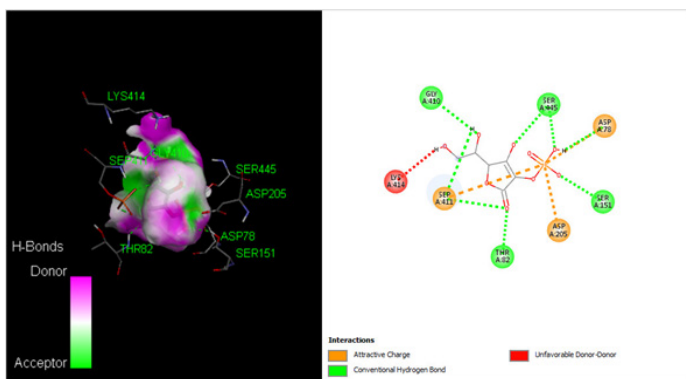 LYS414
SER445
ASP205
ASP78
THR82
SER151
H-Bonds
Donor
Acceptor
GLY
A:410
SER
A:445
ASP
A:78
LYS
A:414
SEP
A:411
SER
A:151
ASP
A:205
THR
A:82
Interactions
Attractive Charge
Conventional Hydrogen Bond
Unfavorable Donor-Donor